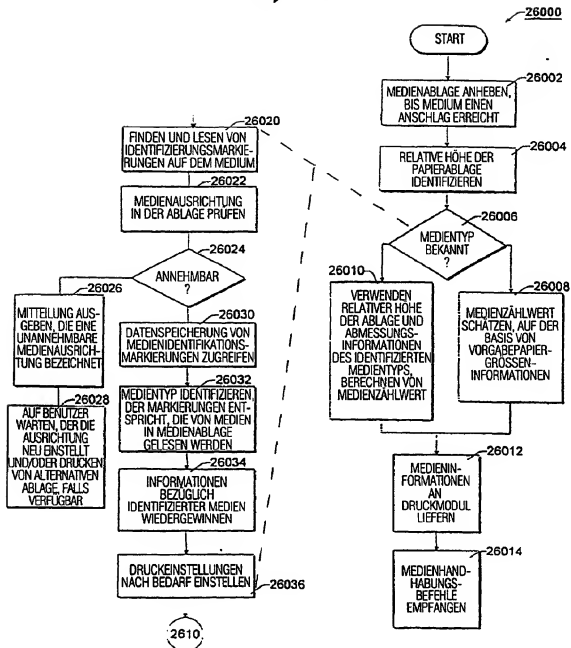 26000
START
26002
MEDIENABLAGE ANHEBEN,
BIS MEDIUM EINEN
ANSCHLAG ERREICHT
26004
RELATIVE HÖHE DER
PAPIERABLAGE
IDENTIFIZIEREN
26006
MEDIENTYP
BEKANNT
?
26010
VERWENDEN
RELATIVER HÖHE
DER ABLAGE UND
ABMESSUNGS-
INFORMATIONEN
DES IDENTIFIZIERTEN
MEDIENTYPS,
BERECHNEN VON
MEDIENZÄHLWERT
26008
MEDIENZÄHLWERT
SCHÄTZEN, AUF DER
BASIS VON
VORGABEPAPIER-
GRÖSSEN-
INFORMATIONEN
26012
MEDIENIN-
FORMATIONEN
AN
DRUCKMODUL
LIEFERN
26014
MEDIENHAND-
HABUNGS-
BEFEHLE
EMPFANGEN
26020
FINDEN UND LESEN VON
IDENTIFIZIERUNGSMARKIE-
RUNGEN AUF DEM MEDIUM
26022
MEDIENAUSRICHTUNG
IN DER ABLAGE PRÜFEN
26024
ANNEHMBAR
?
26026
MITTEILUNG AUS-
GEBEN, DIE EINE
UNANNEHMBARE
MEDIENAUSRICH-
TUNG BEZEICHNET
26028
AUF BENUTZER
WARTEN, DER DIE
AUSRICHTUNG
NEU EINSTELLT
UND/ODER DRUCKEN
VON ALTERNATIVEN
ABLAGE, FALLS
VERFÜGBAR
26030
DATENSPEICHERUNG VON
MEDIENIDENTIFIKATIONS-
MARKIERUNGEN ZUGREIFEN
26032
MEDIENTYP IDENTIFIZIEREN,
DER MARKIERUNGEN ENT-
SPRICHT, DIE VON MEDIEN
IN MEDIENABLAGE
GELESEN WERDEN
26034
INFORMATIONEN
BEZÜGLICH
IDENTIFIZIERTER MEDIEN
WIEDERGEWINNEN
DRUCKEINSTELLUNGEN
NACH BEDARF EINSTELLEN
26036
2610